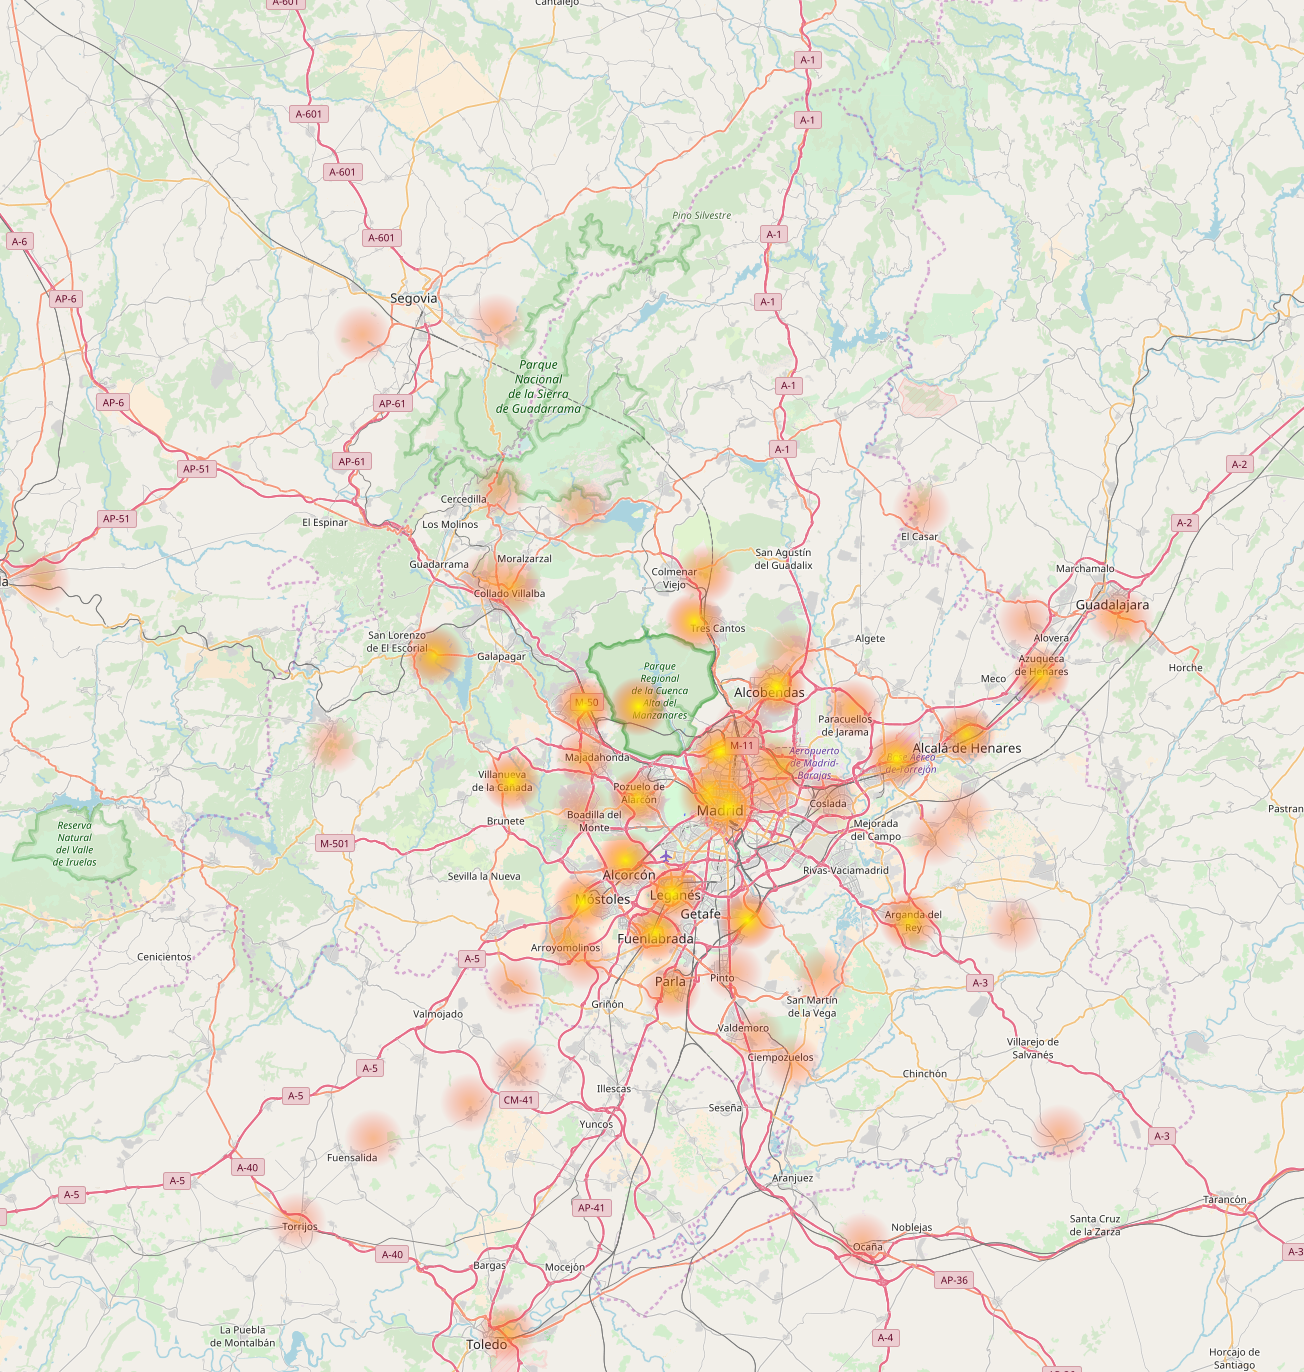 A-601
Cantalejo
A-1
A-601
A-1
A-601
Pino Silvestre
A-1
A-601
A-6
Segovia
AP-6
A-1
Parque
Nacional
de la Sierra
de Guadarrama
A-1
AP-6
AP-61
A-1
AP-61
AP-51
A-2
Cercedilla
AP-51
El Espinar
Los Molinos
A-2
El Casar
San Agustín
del Guadalix
Moralzarzal
Guadarrama
Colmenar
Viejo
Marchamalo
la
Collado Villalba
Guadalajara
Tres Cantos
San Lorenzo
de El Escorial
Galapagar
Algete
Alovera
Parque
Regional
de la Cuenca
Alta del
Manzanares
Azuqueca
de Henares
Horche
Meco
Alcobendas
M-50
Paracuellos
de Jarama
M-11
Alcalá de Henares
Majadahonda
Aeropuerto
de Madrid-
Barajas
de Torrejón
Villanueva
de la Cañada
Pozuelo de
Alarcón
Madrid
Coslada
Pastran
Brunete
Boadilla del
Monte
Mejorada
del Campo
Reserva
Natural
del Valle
de Iruelas
M-501
Sevilla la Nueva
Alcorcón
Rivas-Vaciamadrid
Móstoles
Leganés
Getafe
Arganda del
Rey
Fuenlabrada
Arroyomolinos
Cenicientos
A-5
Parla
Pinto
A-3
Griñón
San Martín
de la Vega
Valmojado
Valdemoro
Villarejo de
Salvanés
Ciempozuelos
A-5
Chinchón
A-5
CM-41
Illescas
Seseña
Yuncos
A-3
Fuensalida
A-40
A-5
Aranjuez
A-5
AP-41
Tarancón
Torrijos
Noblejas
Santa Cruz
de la Zarza
Ocaña
A-40
A-3
Bargas
Mocejón
AP-36
La Puebla
de Montalbán
Toledo
A-4
Horcajo de
Santiago